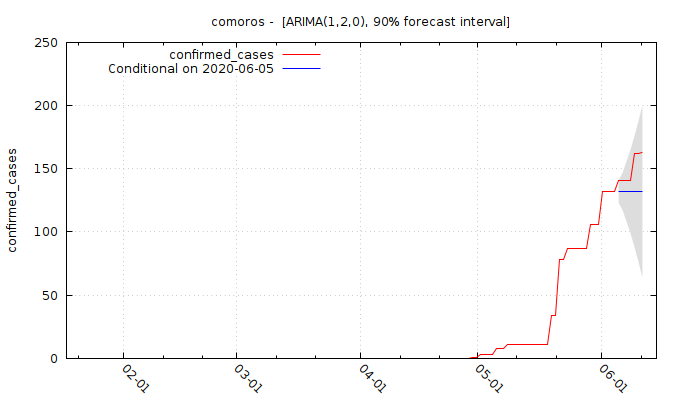 comoros - [ARIMA(1,2,0), 90% forecast interval]
confirmed_cases
Conditional on 2020-06-05
confirmed_cases
250
200
150
100
50
0
02-01
03-01
04-01
05-01
06-01